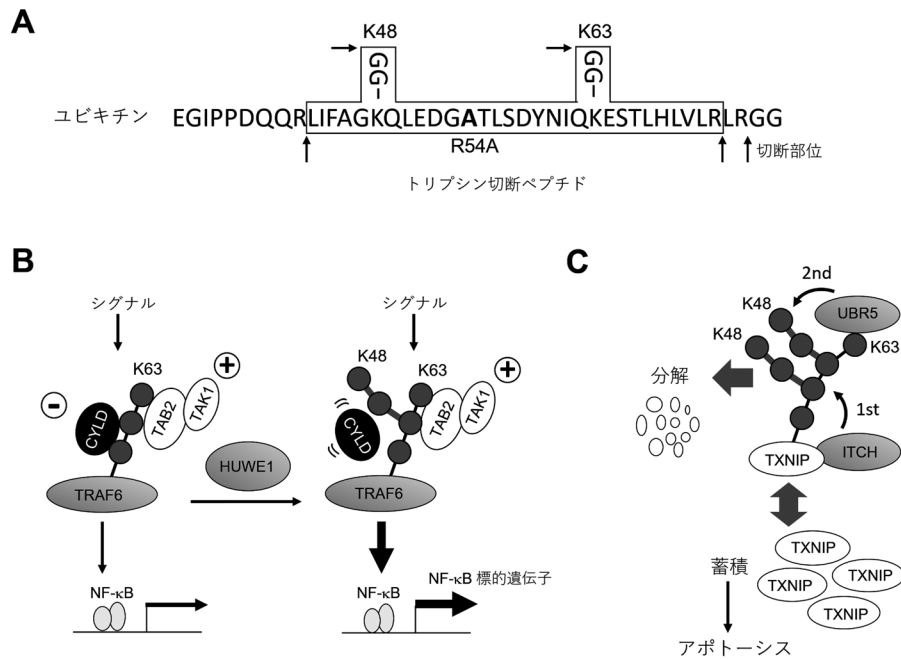 A
K48
K63
GG-
GG-
ユビキチン
EGIPPDQQRLIFAGKQLEDGATLSDYNIQKESTLHLVLRLRGG
R54A
切断部位
トリプシン切断ペプチド
B
シグナル
K63
+
-
CYLD
TAB2
TAK1
TRAF6
NF-κB
HUWE1
シグナル
K48
K63
+
CYLD
TAB2
TAK1
TRAF6
NF-κB
NF-κB 標的遺伝子
C
2nd
K48
UBR5
K48
K63
分解
1st
TXNIP
ITCH
TXNIP
蓄積
TXNIP
TXNIP
TXNIP
アポトーシス